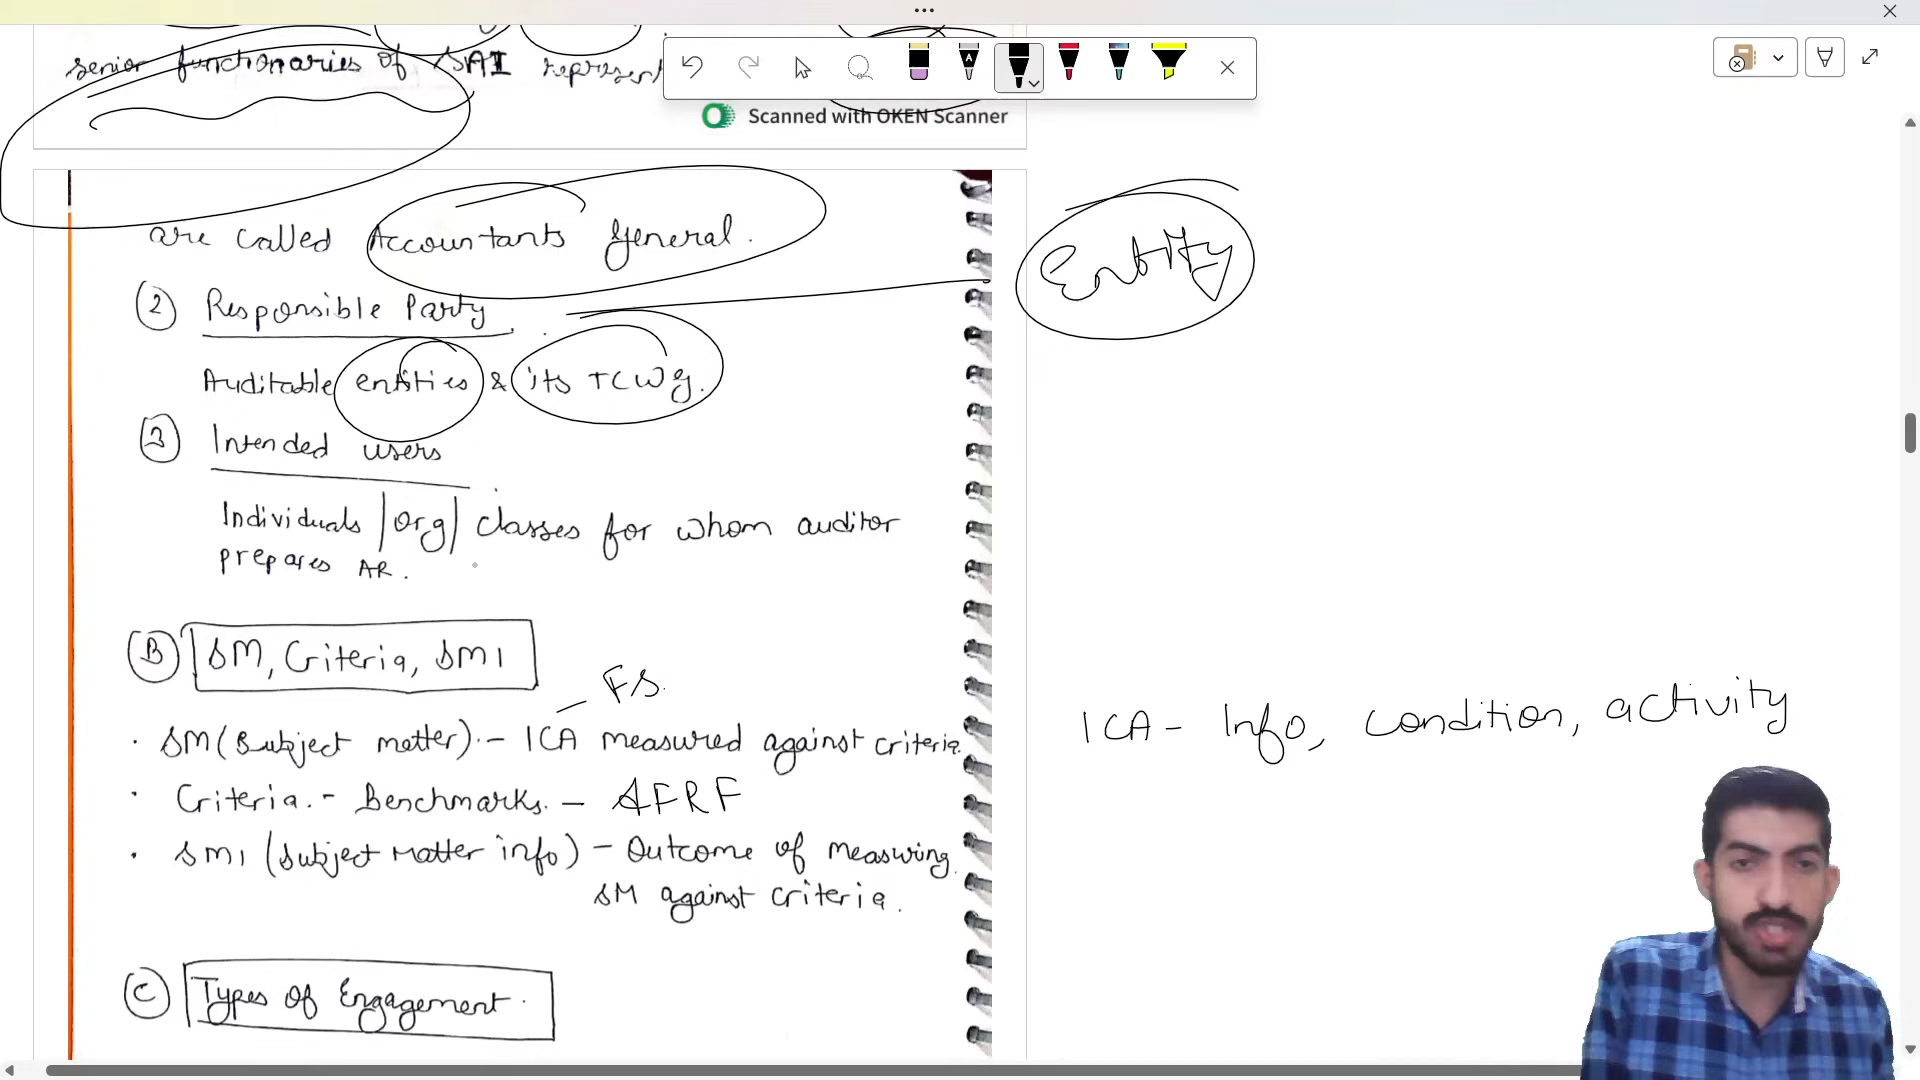 senior functionaries of SAI represent
Scanned with OKEN Scanner
are called Accountants General.
Entity
② Responsible Party.
Auditable entities & its TCWG.
③ Intended users
Individuals | org | classes for whom auditor
prepares AR.
Ⓑ SM, Criteria, SMI
FS.
ICA - Info, condition, activity
· SM (Subject matter). - ICA measured against criteria.
· Criteria. - Benchmarks. - AFRF
· SMI (Subject Matter info) - Outcome of measuring.
SM against criteria.
Ⓒ Types Of Engagement.